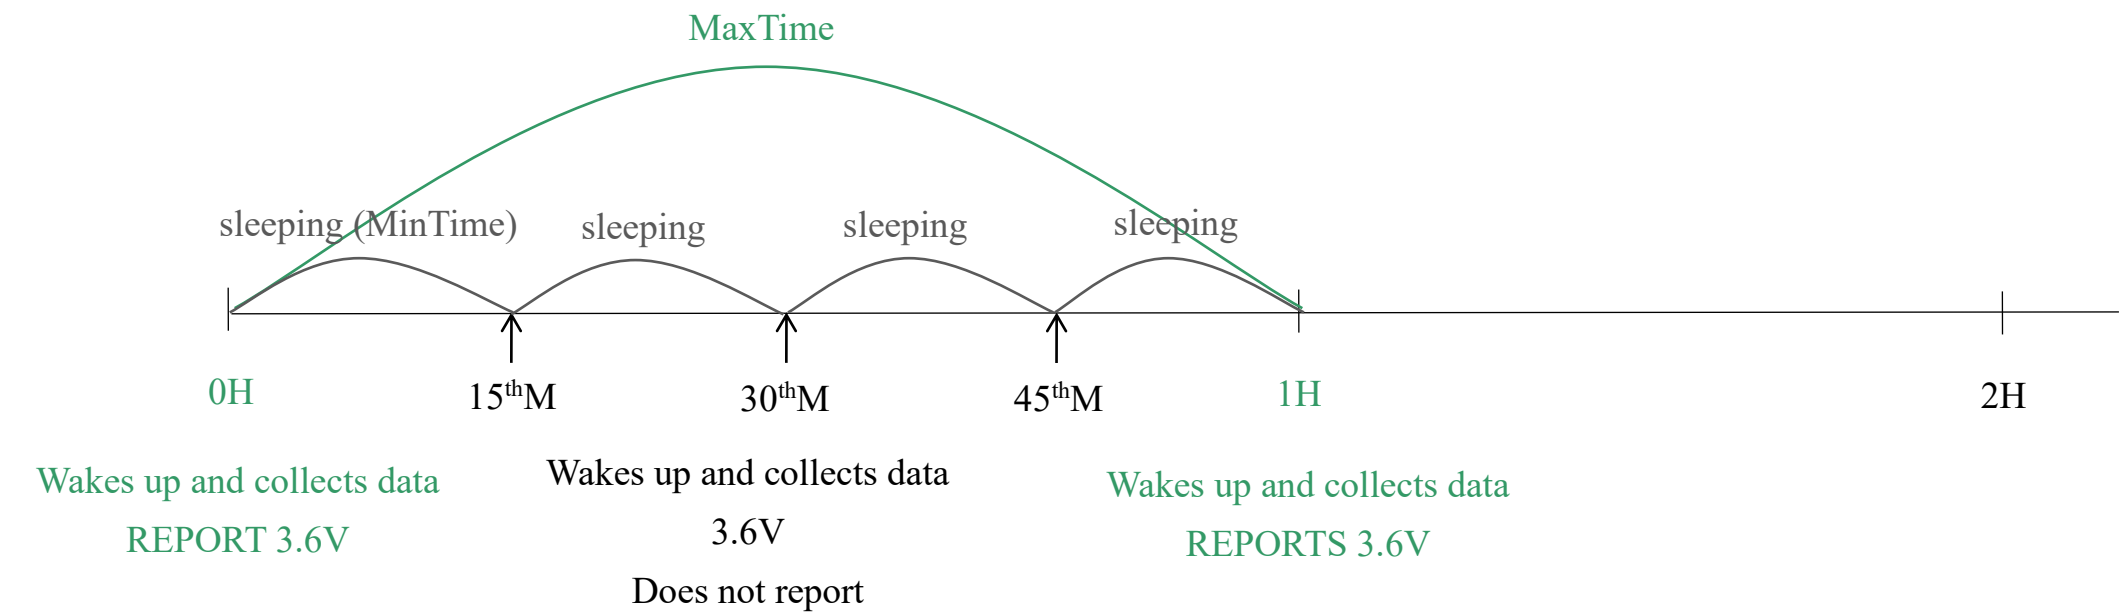 MaxTime
sleeping (MinTime)
sleeping
sleeping
sleeping
0H
15thM
30thM
45thM
1H
2H
Wakes up and collects data
REPORT 3.6V
Wakes up and collects data
3.6V
Does not report
Wakes up and collects data
REPORTS 3.6V